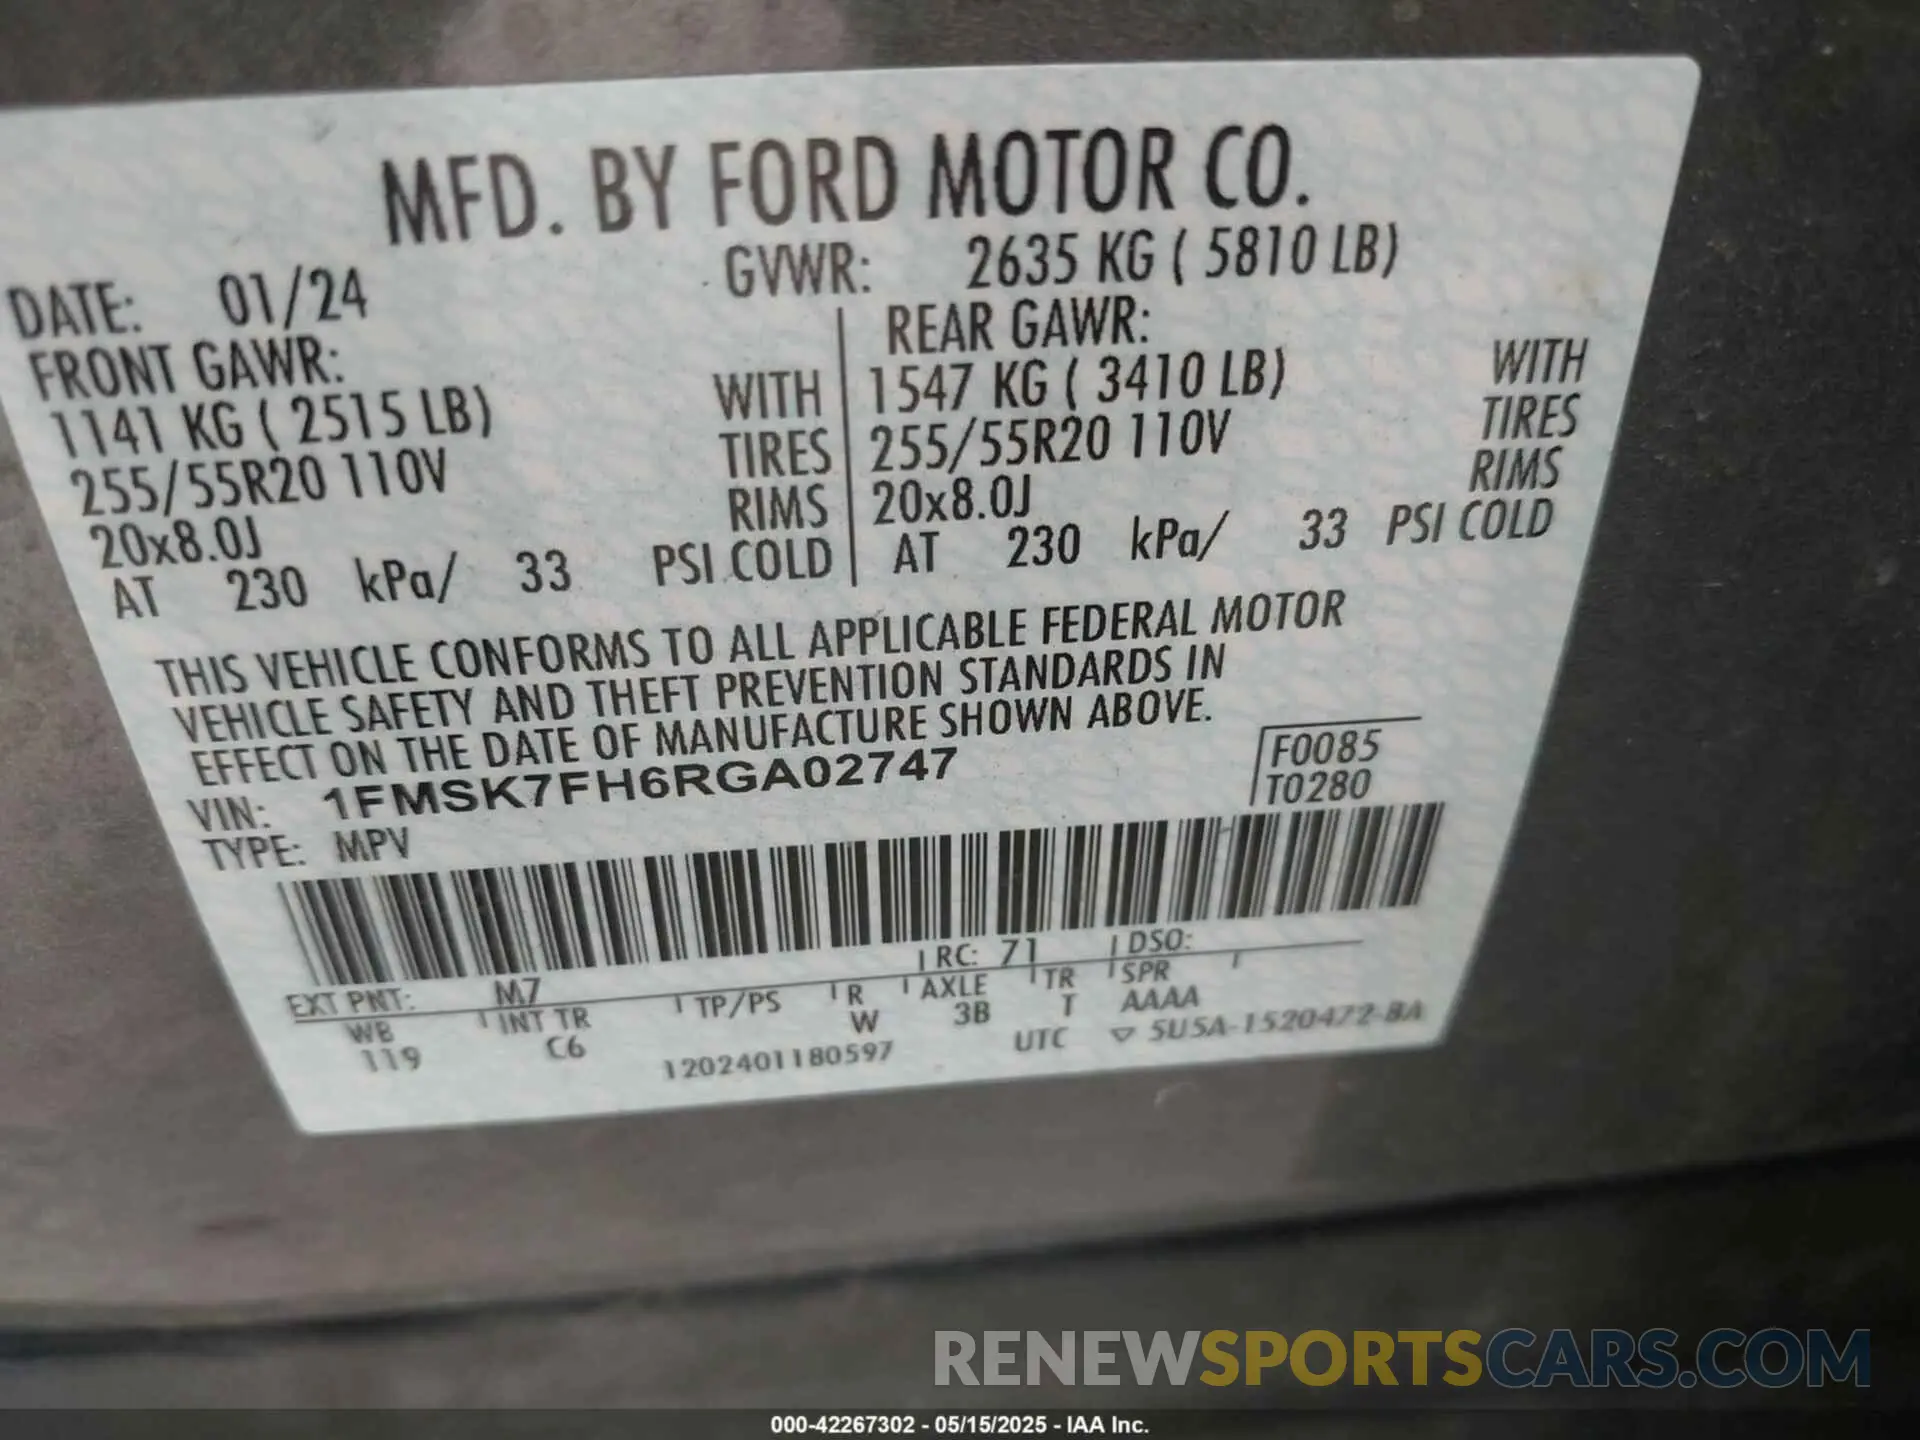 MFD. BY FORD MOTOR CO.
DATE: 01/24 GVWR: 2635 KG ( 5810 LB)
FRONT GAWR: REAR GAWR:
1141 KG ( 2515 LB) WITH 1547 KG ( 3410 LB) WITH
255/55R20 110V TIRES 255/55R20 110V TIRES
20x8.0J RIMS 20x8.0J RIMS
AT 230 kPa/ 33 PSI COLD AT 230 kPa/ 33 PSI COLD
THIS VEHICLE CONFORMS TO ALL APPLICABLE FEDERAL MOTOR
VEHICLE SAFETY AND THEFT PREVENTION STANDARDS IN
EFFECT ON THE DATE OF MANUFACTURE SHOWN ABOVE.
VIN: 1FMSK7FH6RGA02747 F0085
TYPE: MPV T0280
EXT PNT: M7 RC: 71 DSO:
WB INT TR TP/PS R AXLE TR SPR
119 C6 W 3B T AAAA
1202401180597 UTC ▽ 5U5A-1520472-BA
RENEWSPORTSCARS.COM
000-42267302 - 05/15/2025 - IAA Inc.